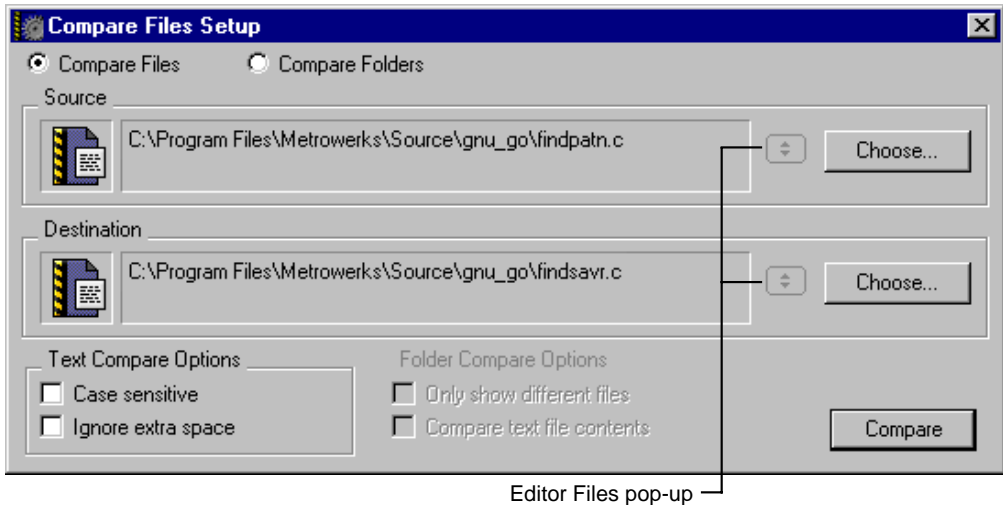 Compare Files Setup
Compare Files Compare Folders
Source
C:\Program Files\Metrowerks\Source\gnu_go\findpatn.c Choose...
Destination
C:\Program Files\Metrowerks\Source\gnu_go\findsavr.c Choose...
Text Compare Options Folder Compare Options
Case sensitive Only show different files
Ignore extra space Compare text file contents
Compare
Editor Files pop-up